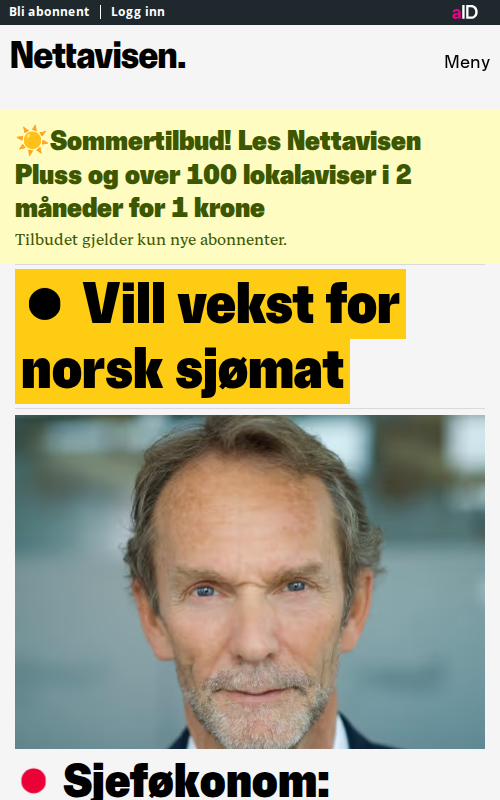 Bli abonnent | Logg inn
aID
Nettavisen.
Meny
☀️Sommertilbud! Les Nettavisen
Pluss og over 100 lokalaviser i 2
måneder for 1 krone
Tilbudet gjelder kun nye abonnenter.
● Vill vekst for
norsk sjømat
Sjeføkonom: